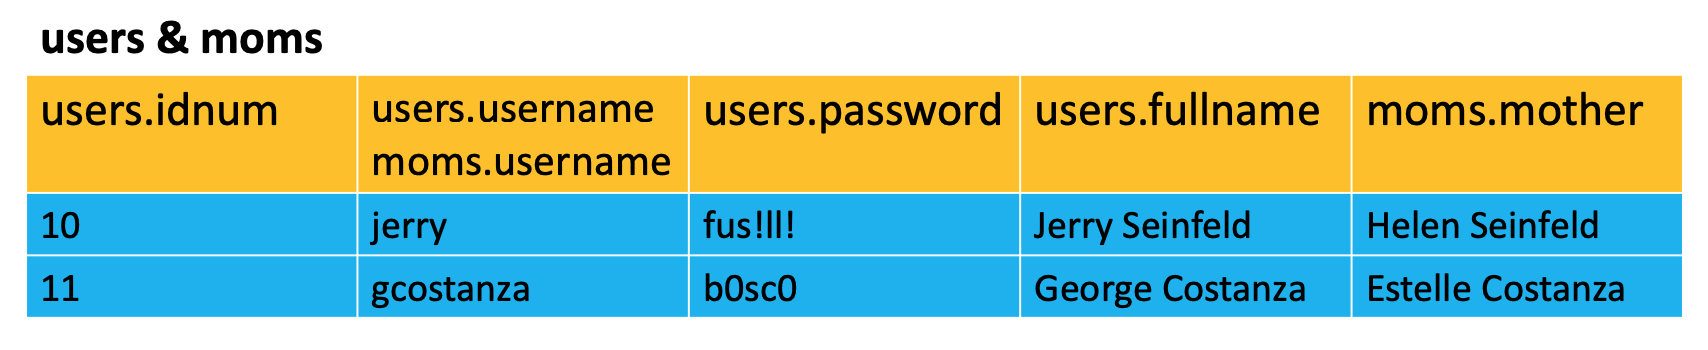 users & moms
users.idnum users.username moms.username users.password users.fullname moms.mother
10 jerry fus!ll! Jerry Seinfeld Helen Seinfeld
11 gcostanza b0sc0 George Costanza Estelle Costanza